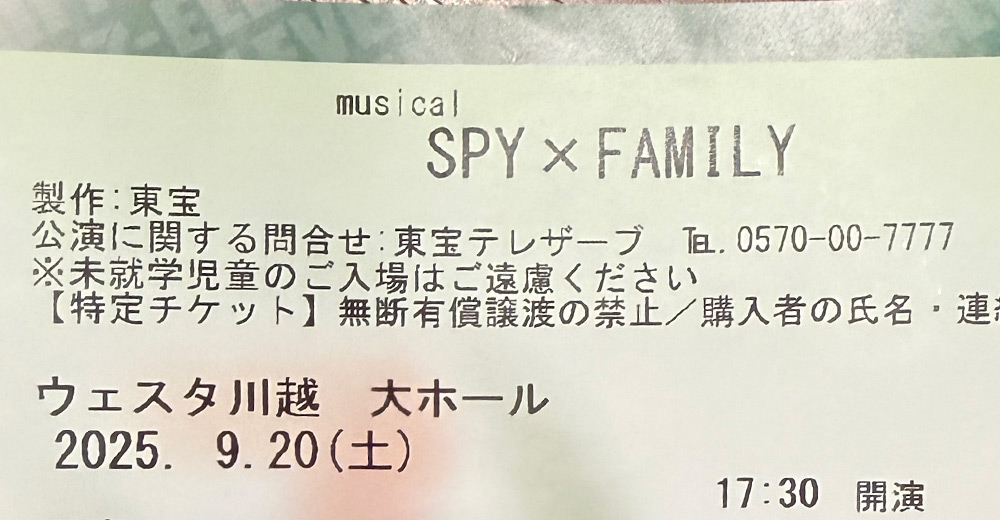 musical
SPY×FAMILY
製作:東宝
公演に関する問合せ:東宝テレザーブ ℡.0570-00-7777
※未就学児童のご入場はご遠慮ください
【特定チケット】無断有償譲渡の禁止／購入者の氏名・連
ウェスタ川越 大ホール
2025. 9.20(土)
17:30 開演